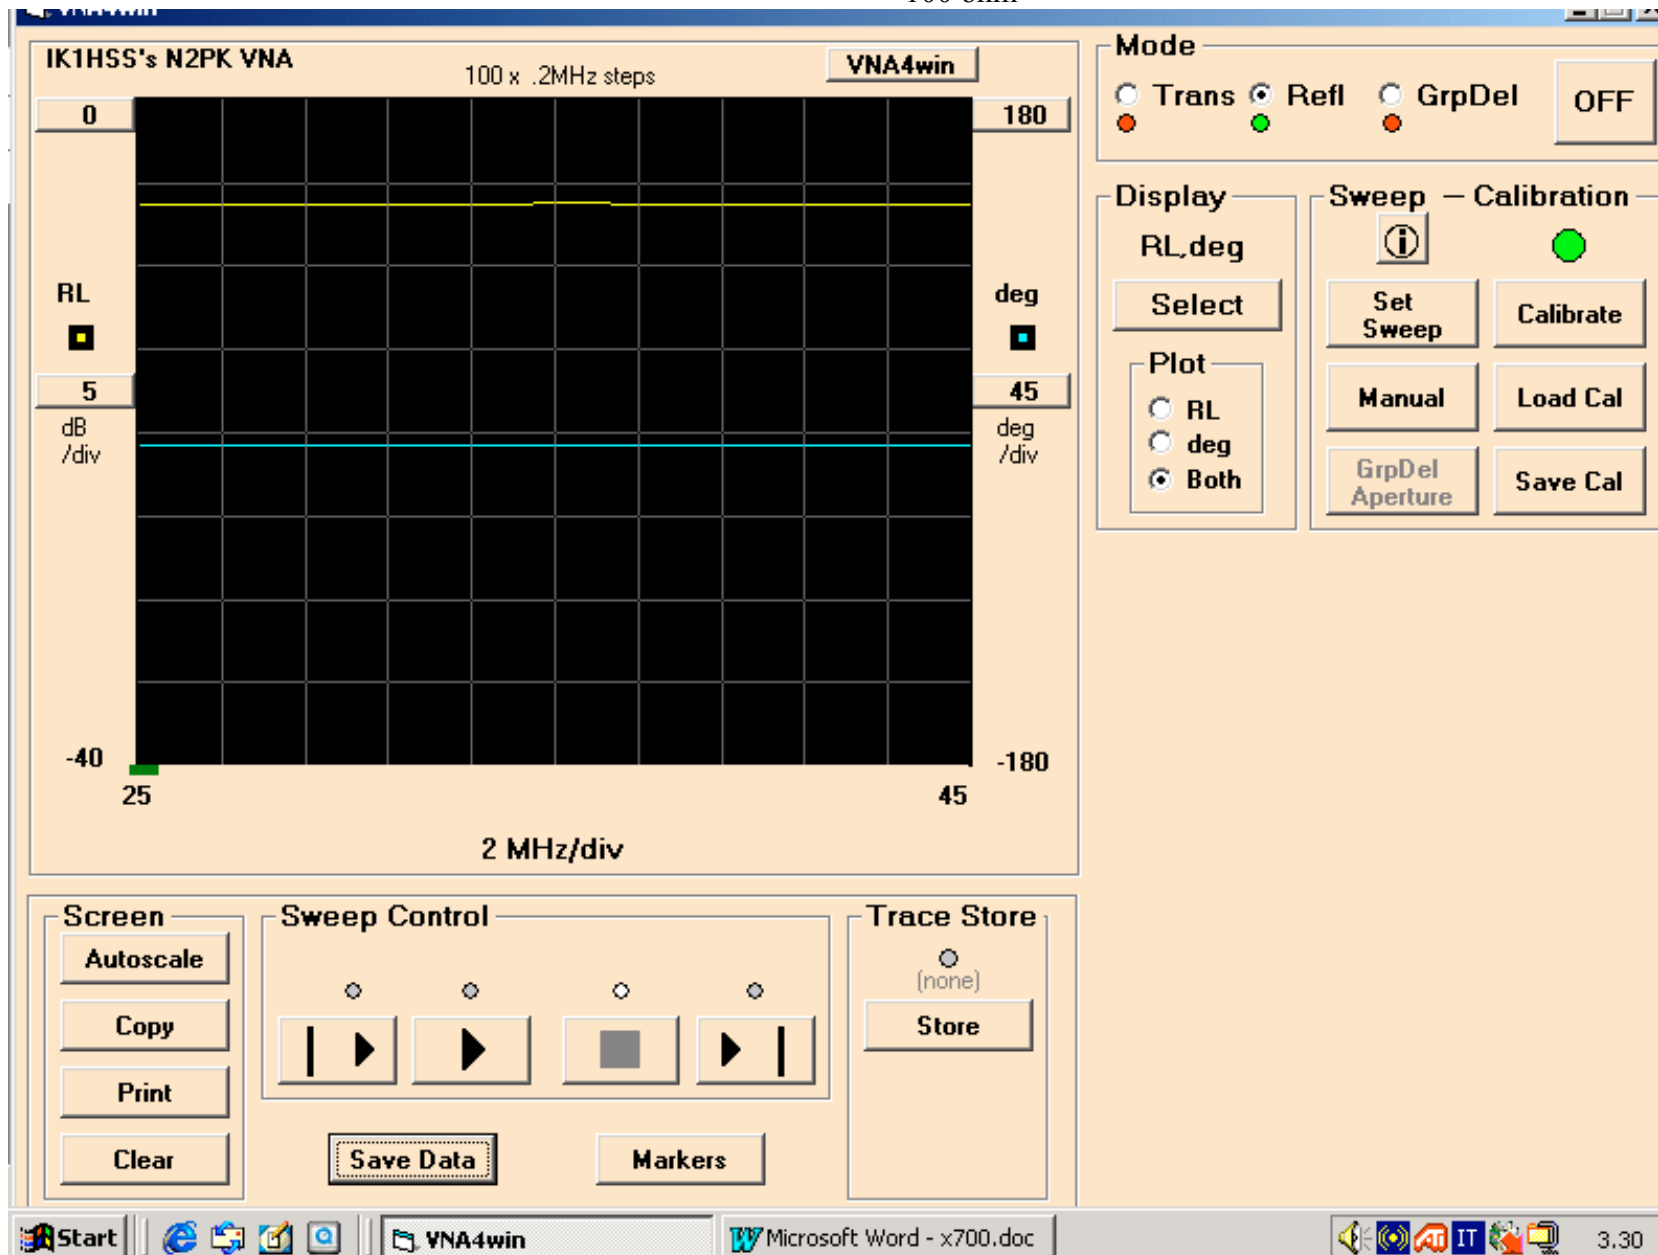 IK1HSS's N2PK VNA
100 x .2MHz steps
VNA4win
0
180
RL
deg
5
dB
/div
45
deg
/div
-40
-180
25
45
2 MHz/div
Mode
Trans
Refl
GrpDel
OFF
Display
RL,deg
Select
Plot
RL
deg
Both
Sweep
Calibration
Set
Sweep
Calibrate
Manual
Load Cal
GrpDel
Aperture
Save Cal
Screen
Autoscale
Copy
Print
Clear
Sweep Control
Save Data
Markers
Trace Store
(none)
Store
Start
VNA4win
Microsoft Word - x700.doc
IT
3.30